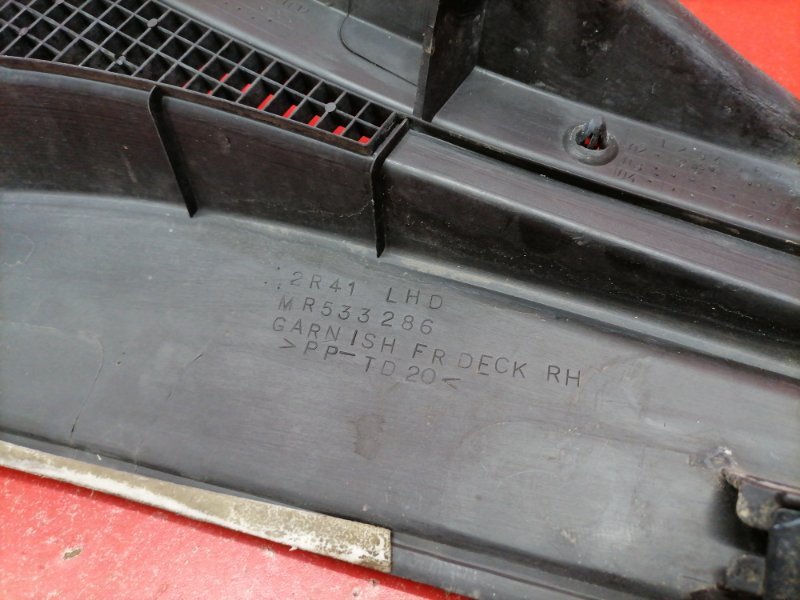 2R41 LHD
MR533286
GARNISH FR DECK RH
>PP-TD20<